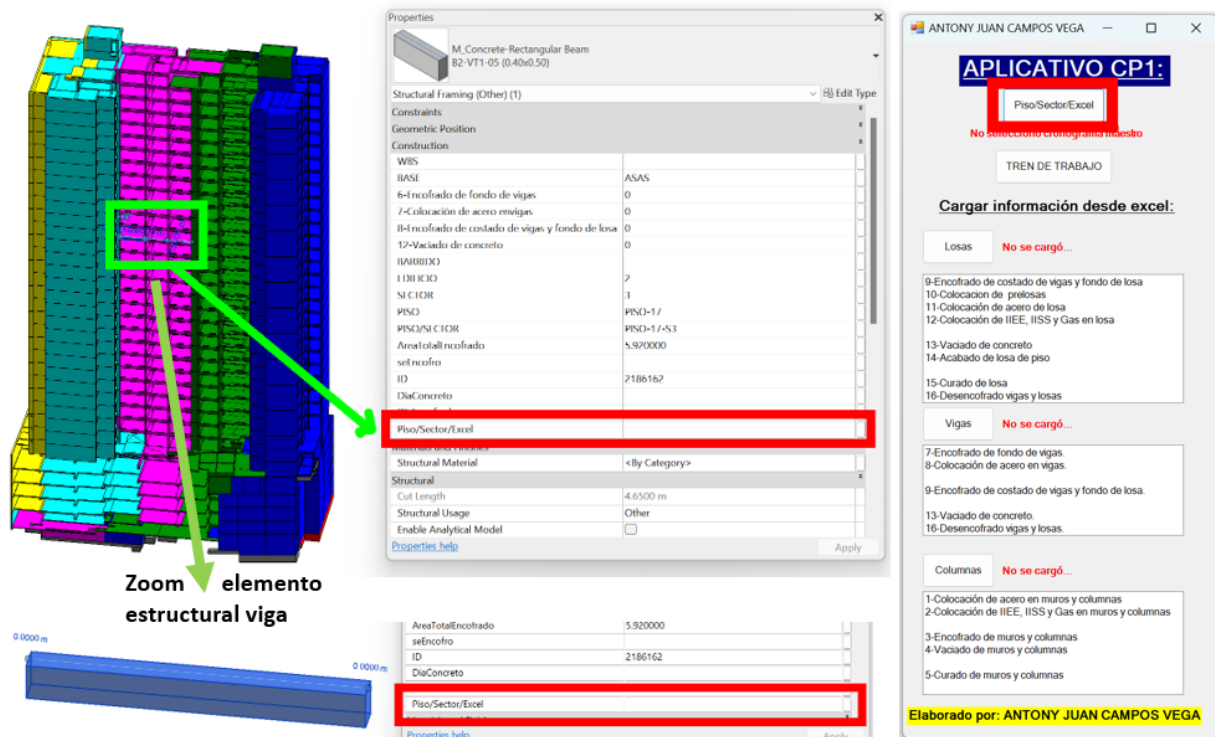 Properties
M_Concrete-Rectangular Beam
B2-VT1-05 (0.40x0.50)
Structural Framing (Other) (1)
Edit Type
Constraints
Geometric Position
Construction
WBS
BASE ASAS
6-Encofrado de fondo de vigas 0
7-Colocación de acero envigas 0
8-Encofrado de costado de vigas y fondo de losa 0
12-Vaciado de concreto 0
BARRIDO
EDIFICIO 2
SECTOR 3
PISO PISO-17
PISO/SECTOR PISO-17-S3
AreaTotalEncofrado 5.920000
seEncofro
ID 2186162
DiaConcreto
Piso/Sector/Excel
Materials and Finishes
Structural Material <By Category>
Structural
Cut Length 4.6500 m
Structural Usage Other
Enable Analytical Model
Properties help
Apply
Zoom elemento
estructural viga
0.0000 m
0.0000 m
AreaTotalEncofrado 5.920000
seEncofro
ID 2186162
DiaConcreto
Piso/Sector/Excel
Properties help
Apply
ANTONY JUAN CAMPOS VEGA
APLICATIVO CP1:
Piso/Sector/Excel
No selecciono cronograma maestro
TREN DE TRABAJO
Cargar información desde excel:
Losas No se cargó...
9-Encofrado de costado de vigas y fondo de losa
10-Colocacion de prelosas
11-Colocación de acero de losa
12-Colocación de IIEE, IISS y Gas en losa
13-Vaciado de concreto
14-Acabado de losa de piso
15-Curado de losa
16-Desencofrado vigas y losas
Vigas No se cargó...
7-Encofrado de fondo de vigas.
8-Colocación de acero en vigas.
9-Encofrado de costado de vigas y fondo de losa.
13-Vaciado de concreto.
16-Desencofrado vigas y losas.
Columnas No se cargó...
1-Colocación de acero en muros y columnas
2-Colocación de IIEE, IISS y Gas en muros y columnas
3-Encofrado de muros y columnas
4-Vaciado de muros y columnas
5-Curado de muros y columnas
Elaborado por: ANTONY JUAN CAMPOS VEGA